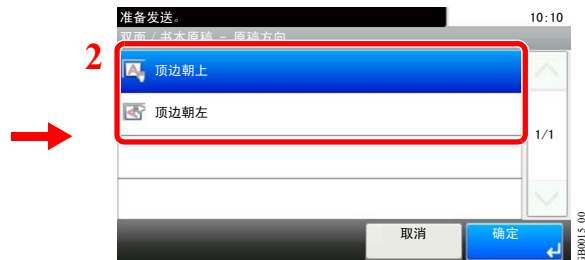 准备发送。 10:10
双面 / 书本原稿 - 原稿方向
2
顶边朝上
顶边朝左
1/1
取消 确定
GB0015_00